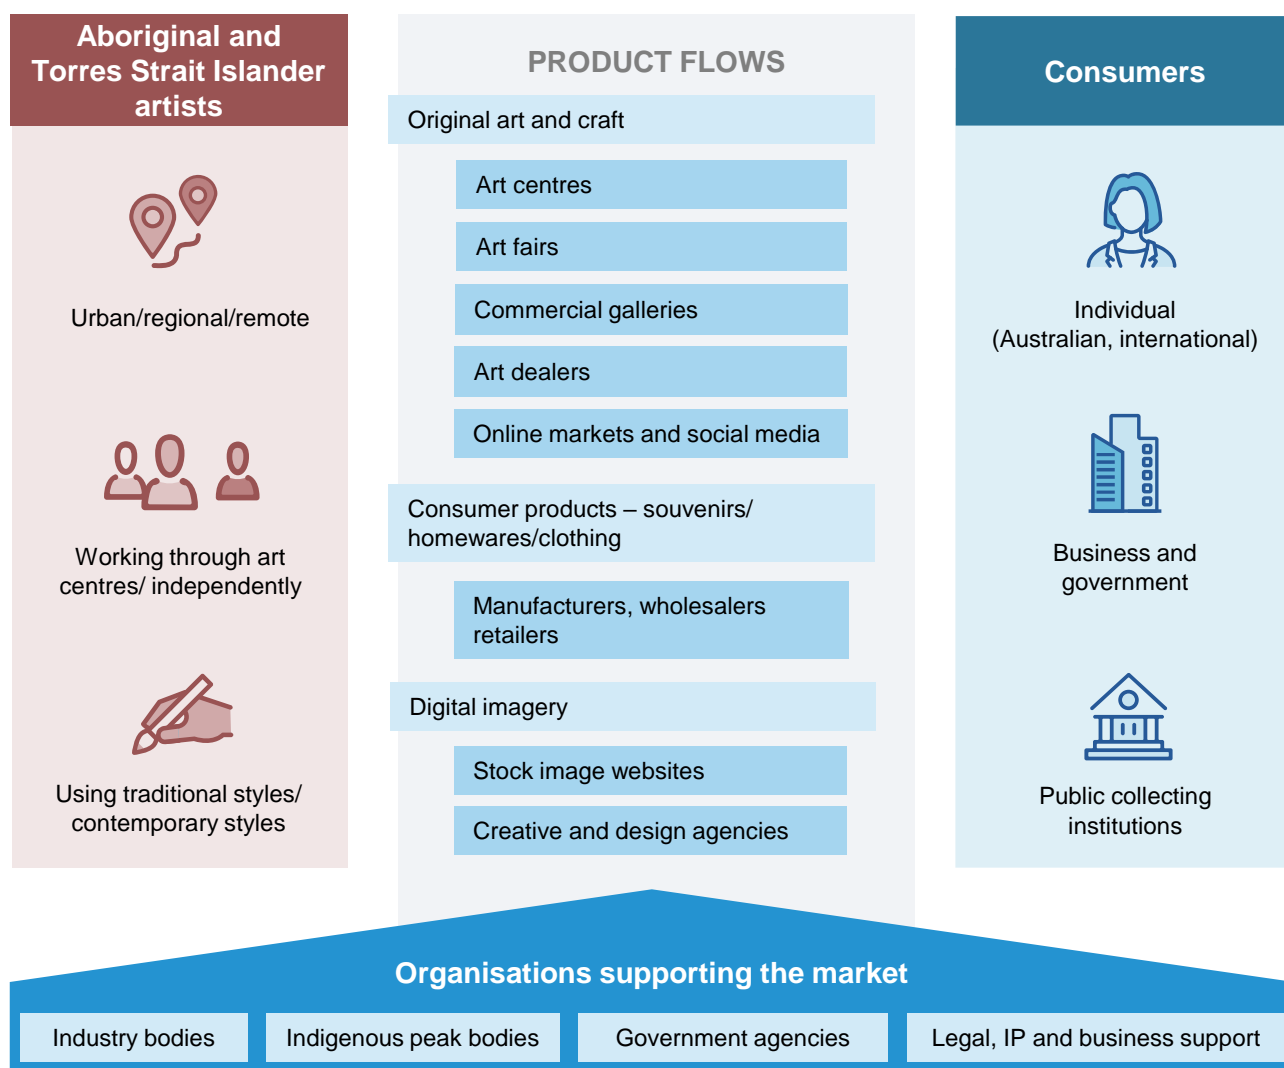 Aboriginal and
Torres Strait Islander
artists
Urban/regional/remote
Working through art
centres/ independently
Using traditional styles/
contemporary styles
PRODUCT FLOWS
Original art and craft
Art centres
Art fairs
Commercial galleries
Art dealers
Online markets and social media
Consumer products – souvenirs/
homewares/clothing
Manufacturers, wholesalers
retailers
Digital imagery
Stock image websites
Creative and design agencies
Consumers
Individual
(Australian, international)
Business and
government
Public collecting
institutions
Organisations supporting the market
Industry bodies
Indigenous peak bodies
Government agencies
Legal, IP and business support